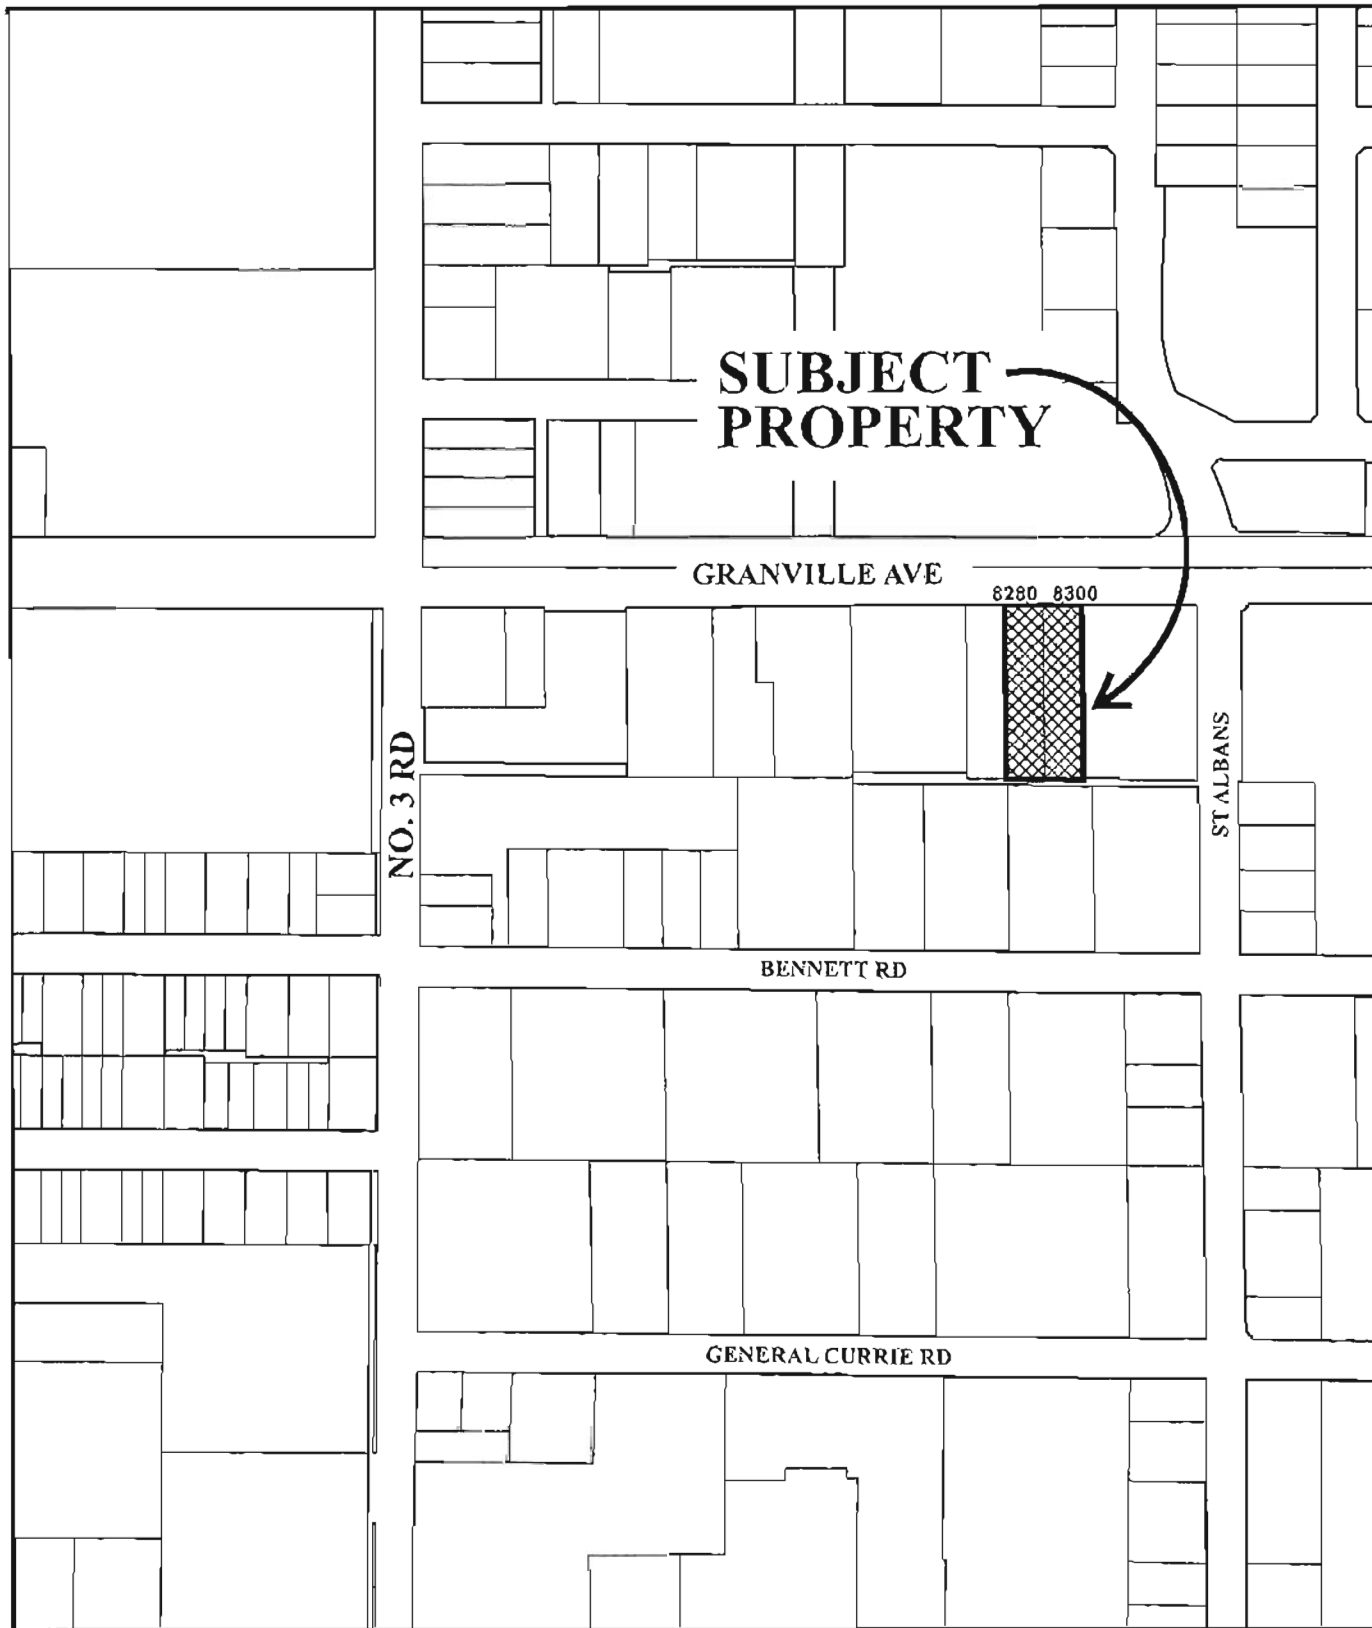 SUBJECT
PROPERTY
GRANVILLE AVE
8280 8300
NO. 3 RD
ST ALBANS
BENNETT RD
GENERAL CURRIE RD